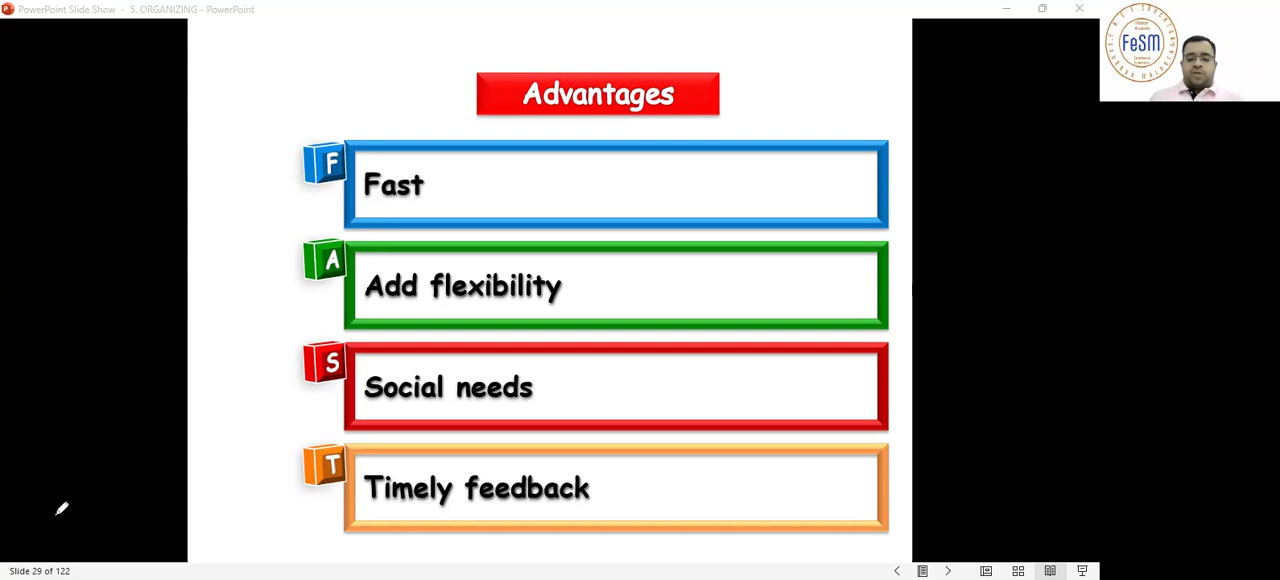 PowerPoint Slide Show - 5. ORGANIZING - PowerPoint
FeSM
Advantages
F
Fast
A
Add flexibility
S
Social needs
T
Timely feedback
Slide 29 of 122